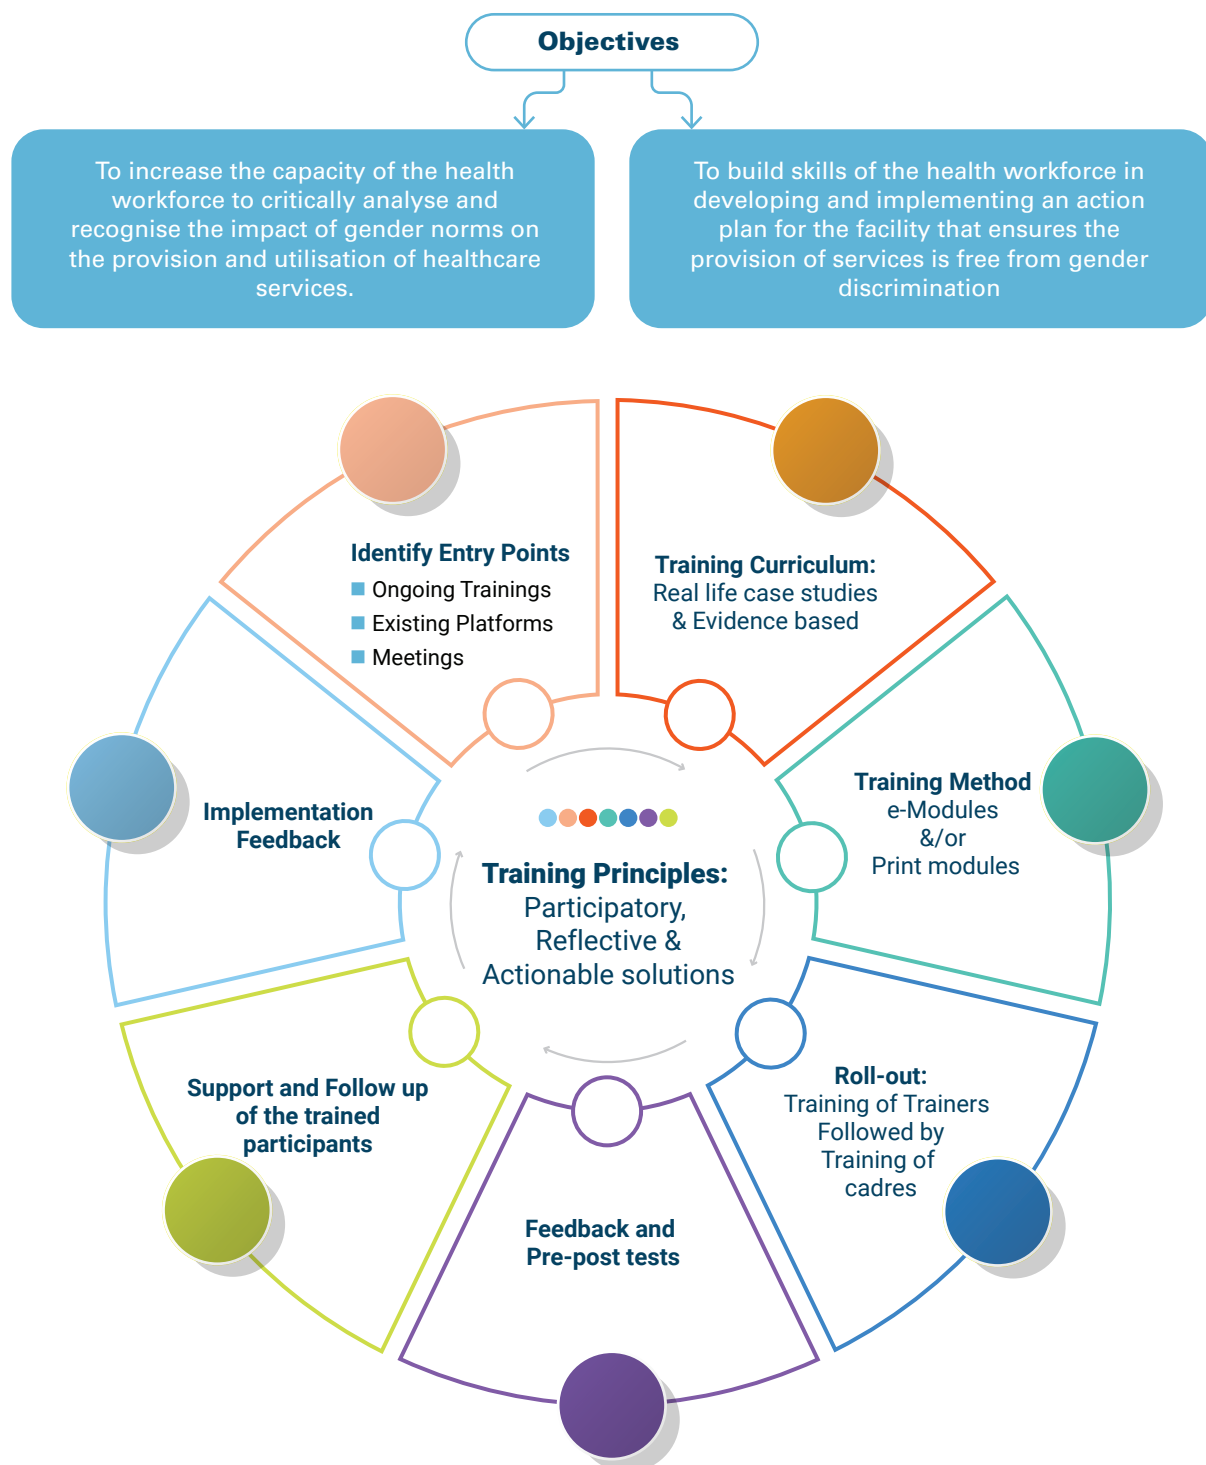 Objectives
To increase the capacity of the health
workforce to critically analyse and
recognise the impact of gender norms on
the provision and utilisation of healthcare
services.
To build skills of the health workforce in
developing and implementing an action
plan for the facility that ensures the
provision of services is free from gender
discrimination
Identify Entry Points
Ongoing Trainings
Existing Platforms
Meetings
Training Curriculum:
Real life case studies
& Evidence based
Training Method
e-Modules
&/or
Print modules
Roll-out:
Training of Trainers
Followed by
Training of
cadres
Feedback and
Pre-post tests
Support and Follow up
of the trained
participants
Implementation
Feedback
Training Principles:
Participatory,
Reflective &
Actionable solutions